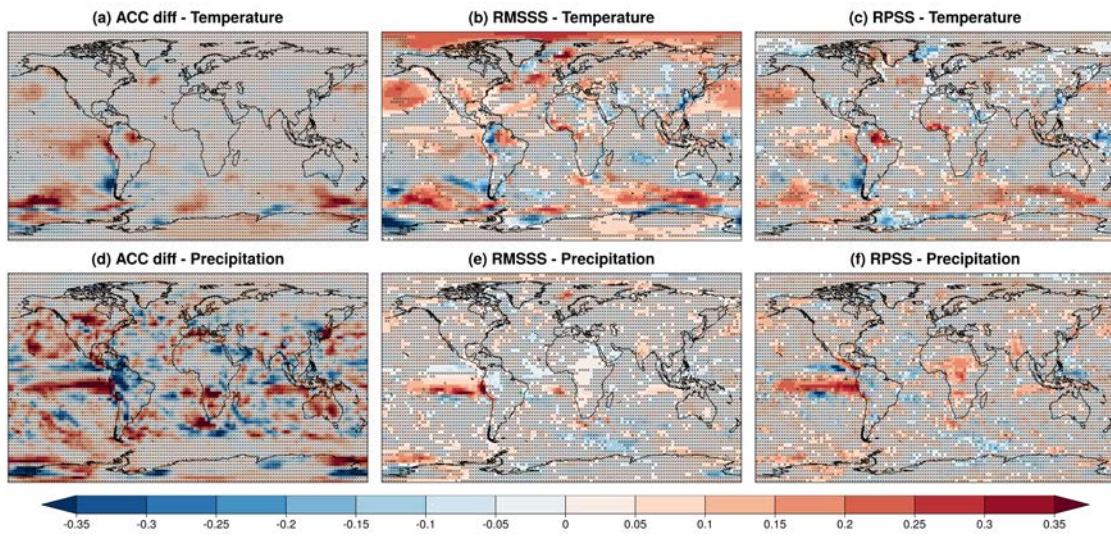 (a) ACC diff - Temperature
(b) RMSSS - Temperature
(c) RPSS - Temperature
(d) ACC diff - Precipitation
(e) RMSSS - Precipitation
(f) RPSS - Precipitation
-0.35 -0.3 -0.25 -0.2 -0.15 -0.1 -0.05 0 0.05 0.1 0.15 0.2 0.25 0.3 0.35